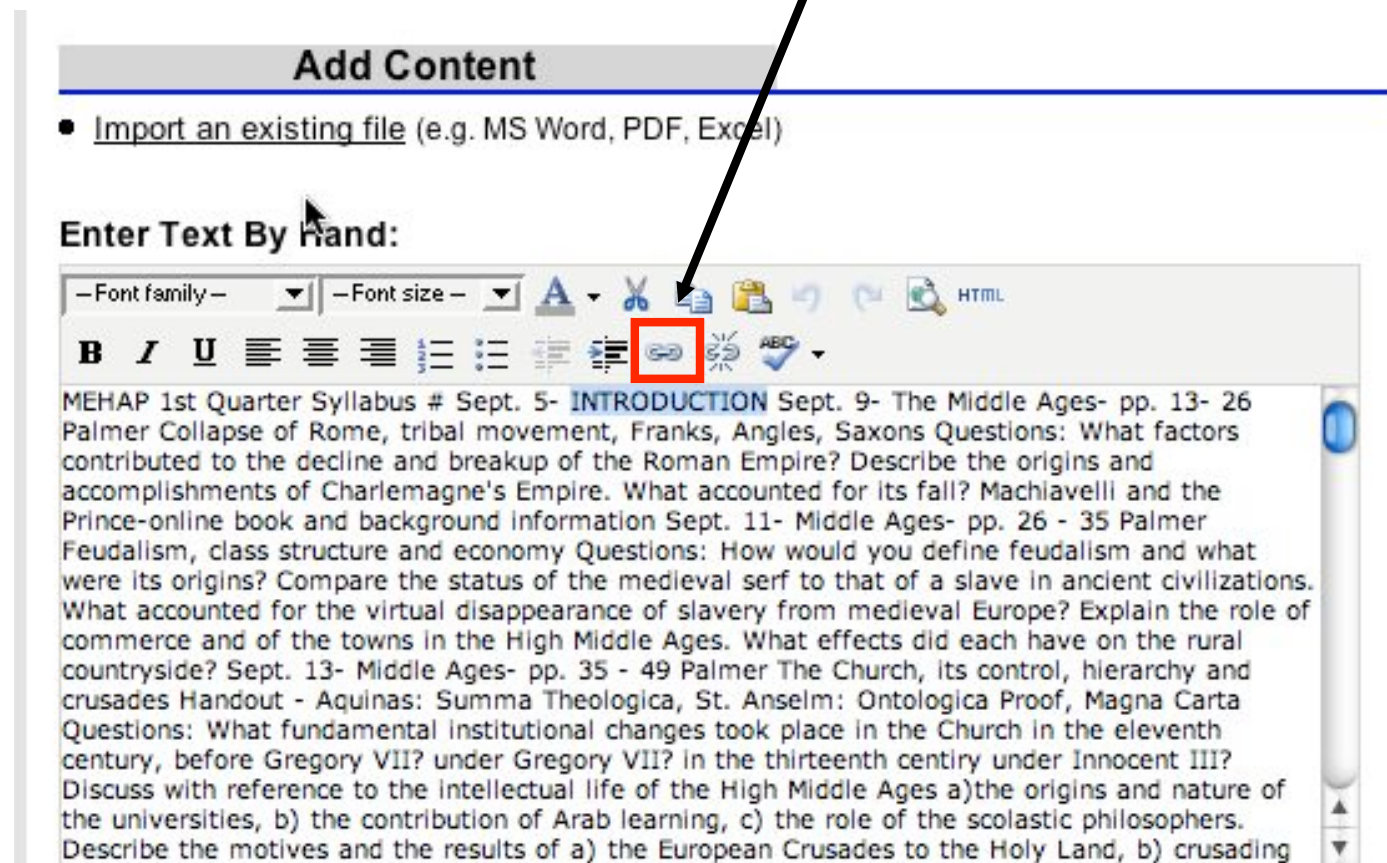 Add Content
• Import an existing file (e.g. MS Word, PDF, Excel)
Enter Text By Hand:
– Font family – – Font size – A HTML
B I U ABC
MEHAP 1st Quarter Syllabus # Sept. 5- INTRODUCTION Sept. 9- The Middle Ages- pp. 13- 26
Palmer Collapse of Rome, tribal movement, Franks, Angles, Saxons Questions: What factors
contributed to the decline and breakup of the Roman Empire? Describe the origins and
accomplishments of Charlemagne's Empire. What accounted for its fall? Machiavelli and the
Prince-online book and background information Sept. 11- Middle Ages- pp. 26 - 35 Palmer
Feudalism, class structure and economy Questions: How would you define feudalism and what
were its origins? Compare the status of the medieval serf to that of a slave in ancient civilizations.
What accounted for the virtual disappearance of slavery from medieval Europe? Explain the role of
commerce and of the towns in the High Middle Ages. What effects did each have on the rural
countryside? Sept. 13- Middle Ages- pp. 35 - 49 Palmer The Church, its control, hierarchy and
crusades Handout - Aquinas: Summa Theologica, St. Anselm: Ontologica Proof, Magna Carta
Questions: What fundamental institutional changes took place in the Church in the eleventh
century, before Gregory VII? under Gregory VII? in the thirteenth centiry under Innocent III?
Discuss with reference to the intellectual life of the High Middle Ages a)the origins and nature of
the universities, b) the contribution of Arab learning, c) the role of the scolastic philosophers.
Describe the motives and the results of a) the European Crusades to the Holy Land, b) crusading